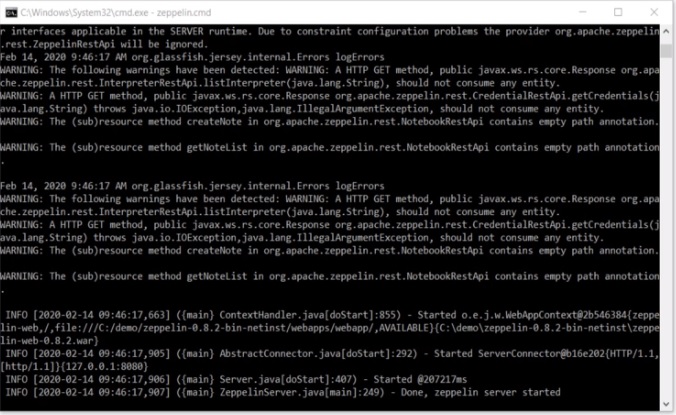 C:\Windows\System32\cmd.exe - zeppelin.cmd
r interfaces applicable in the SERVER runtime. Due to constraint configuration problems the provider org.apache.zeppelin
.rest.ZeppelinRestApi will be ignored.
Feb 14, 2020 9:46:17 AM org.glassfish.jersey.internal.Errors logErrors
WARNING: The following warnings have been detected: WARNING: A HTTP GET method, public javax.ws.rs.core.Response org.apa
che.zeppelin.rest.InterpreterRestApi.listInterpreter(java.lang.String), should not consume any entity.
WARNING: A HTTP GET method, public javax.ws.rs.core.Response org.apache.zeppelin.rest.CredentialRestApi.getCredentials(j
ava.lang.String) throws java.io.IOException,java.lang.IllegalArgumentException, should not consume any entity.
WARNING: The (sub)resource method createNote in org.apache.zeppelin.rest.NotebookRestApi contains empty path annotation.
WARNING: The (sub)resource method getNoteList in org.apache.zeppelin.rest.NotebookRestApi contains empty path annotation
.
Feb 14, 2020 9:46:17 AM org.glassfish.jersey.internal.Errors logErrors
WARNING: The following warnings have been detected: WARNING: A HTTP GET method, public javax.ws.rs.core.Response org.apa
che.zeppelin.rest.InterpreterRestApi.listInterpreter(java.lang.String), should not consume any entity.
WARNING: A HTTP GET method, public javax.ws.rs.core.Response org.apache.zeppelin.rest.CredentialRestApi.getCredentials(j
ava.lang.String) throws java.io.IOException,java.lang.IllegalArgumentException, should not consume any entity.
WARNING: The (sub)resource method createNote in org.apache.zeppelin.rest.NotebookRestApi contains empty path annotation.
WARNING: The (sub)resource method getNoteList in org.apache.zeppelin.rest.NotebookRestApi contains empty path annotation
.
INFO [2020-02-14 09:46:17,663] ({main} ContextHandler.java[doStart]:855) - Started o.e.j.w.WebAppContext@2b546384{zeppe
lin-web,/,file:///C:/demo/zeppelin-0.8.2-bin-netinst/webapps/webapp/,AVAILABLE}{C:\demo\zeppelin-0.8.2-bin-netinst\zeppe
lin-web-0.8.2.war}
INFO [2020-02-14 09:46:17,905] ({main} AbstractConnector.java[doStart]:292) - Started ServerConnector@b16e202{HTTP/1.1,
[http/1.1]}{127.0.0.1:8080}
INFO [2020-02-14 09:46:17,906] ({main} Server.java[doStart]:407) - Started @207217ms
INFO [2020-02-14 09:46:17,907] ({main} ZeppelinServer.java[main]:249) - Done, zeppelin server started